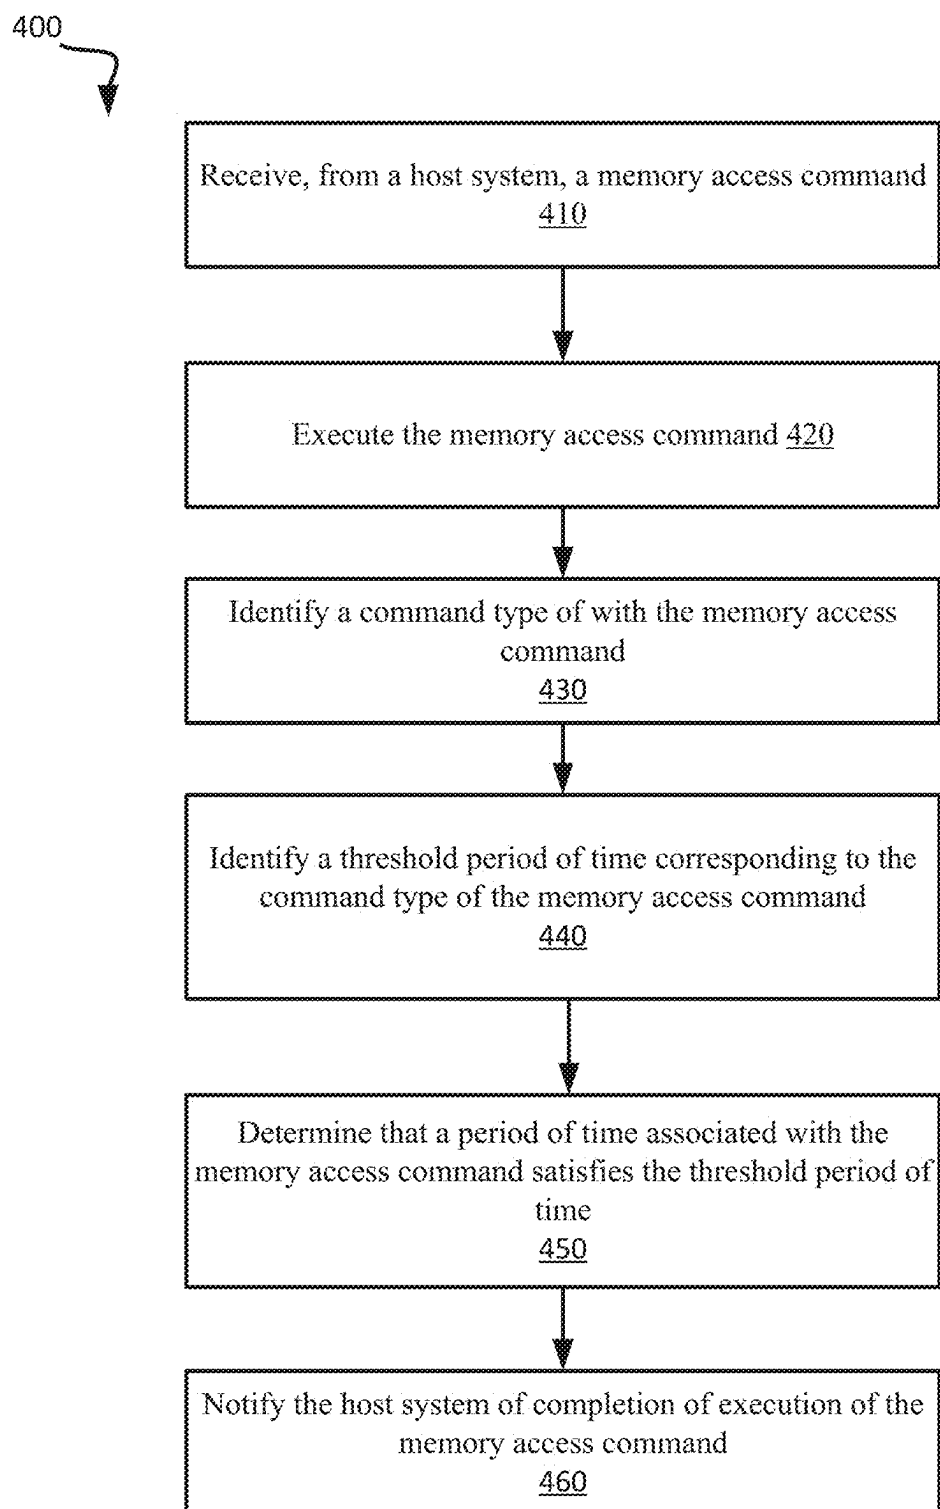 400
Receive, from a host system, a memory access command
410
Execute the memory access command 420
Identify a command type of with the memory access
command
430
Identify a threshold period of time corresponding to the
command type of the memory access command
440
Determine that a period of time associated with the
memory access command satisfies the threshold period of
time
450
Notify the host system of completion of execution of the
memory access command
460